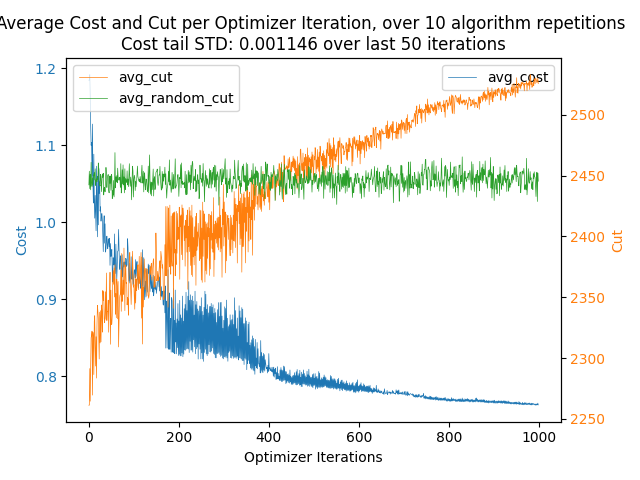 Average Cost and Cut per Optimizer Iteration, over 10 algorithm repetitions
Cost tail STD: 0.001146 over last 50 iterations
avg_cut
avg_random_cut
avg_cost
1.2
1.1
1.0
0.9
0.8
Cost
2500
2450
2400
2350
2300
2250
Cut
0 200 400 600 800 1000
Optimizer Iterations